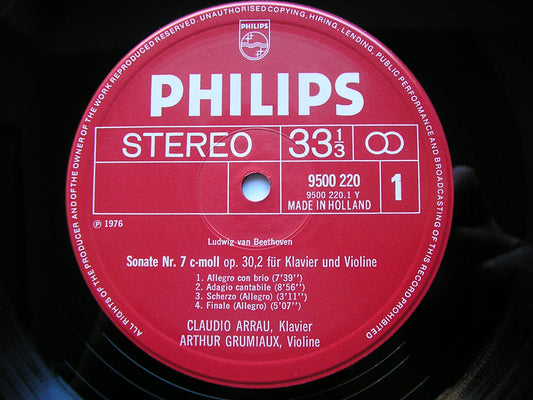 ALL RIGHTS OF THE PRODUCER AND OF THE OWNER OF THE WORK REPRODUCED RESERVED. UNAUTHORISED COPYING, HIRING, LENDING, PUBLIC PERFORMANCE AND BROADCASTING OF THIS RECORD PROHIBITED
PHILIPS
PHILIPS
STEREO 33 1/3
9500 220
9500 220.1 Y
MADE IN HOLLAND
1
℗ 1976
Ludwig van Beethoven
Sonate Nr. 7 c-moll op. 30,2 für Klavier und Violine
1. Allegro con brio (7'39'')
2. Adagio cantabile (8'56'')
3. Scherzo (Allegro) (3'11'')
4. Finale (Allegro) (5'07'')
CLAUDIO ARRAU, Klavier
ARTHUR GRUMIAUX, Violine